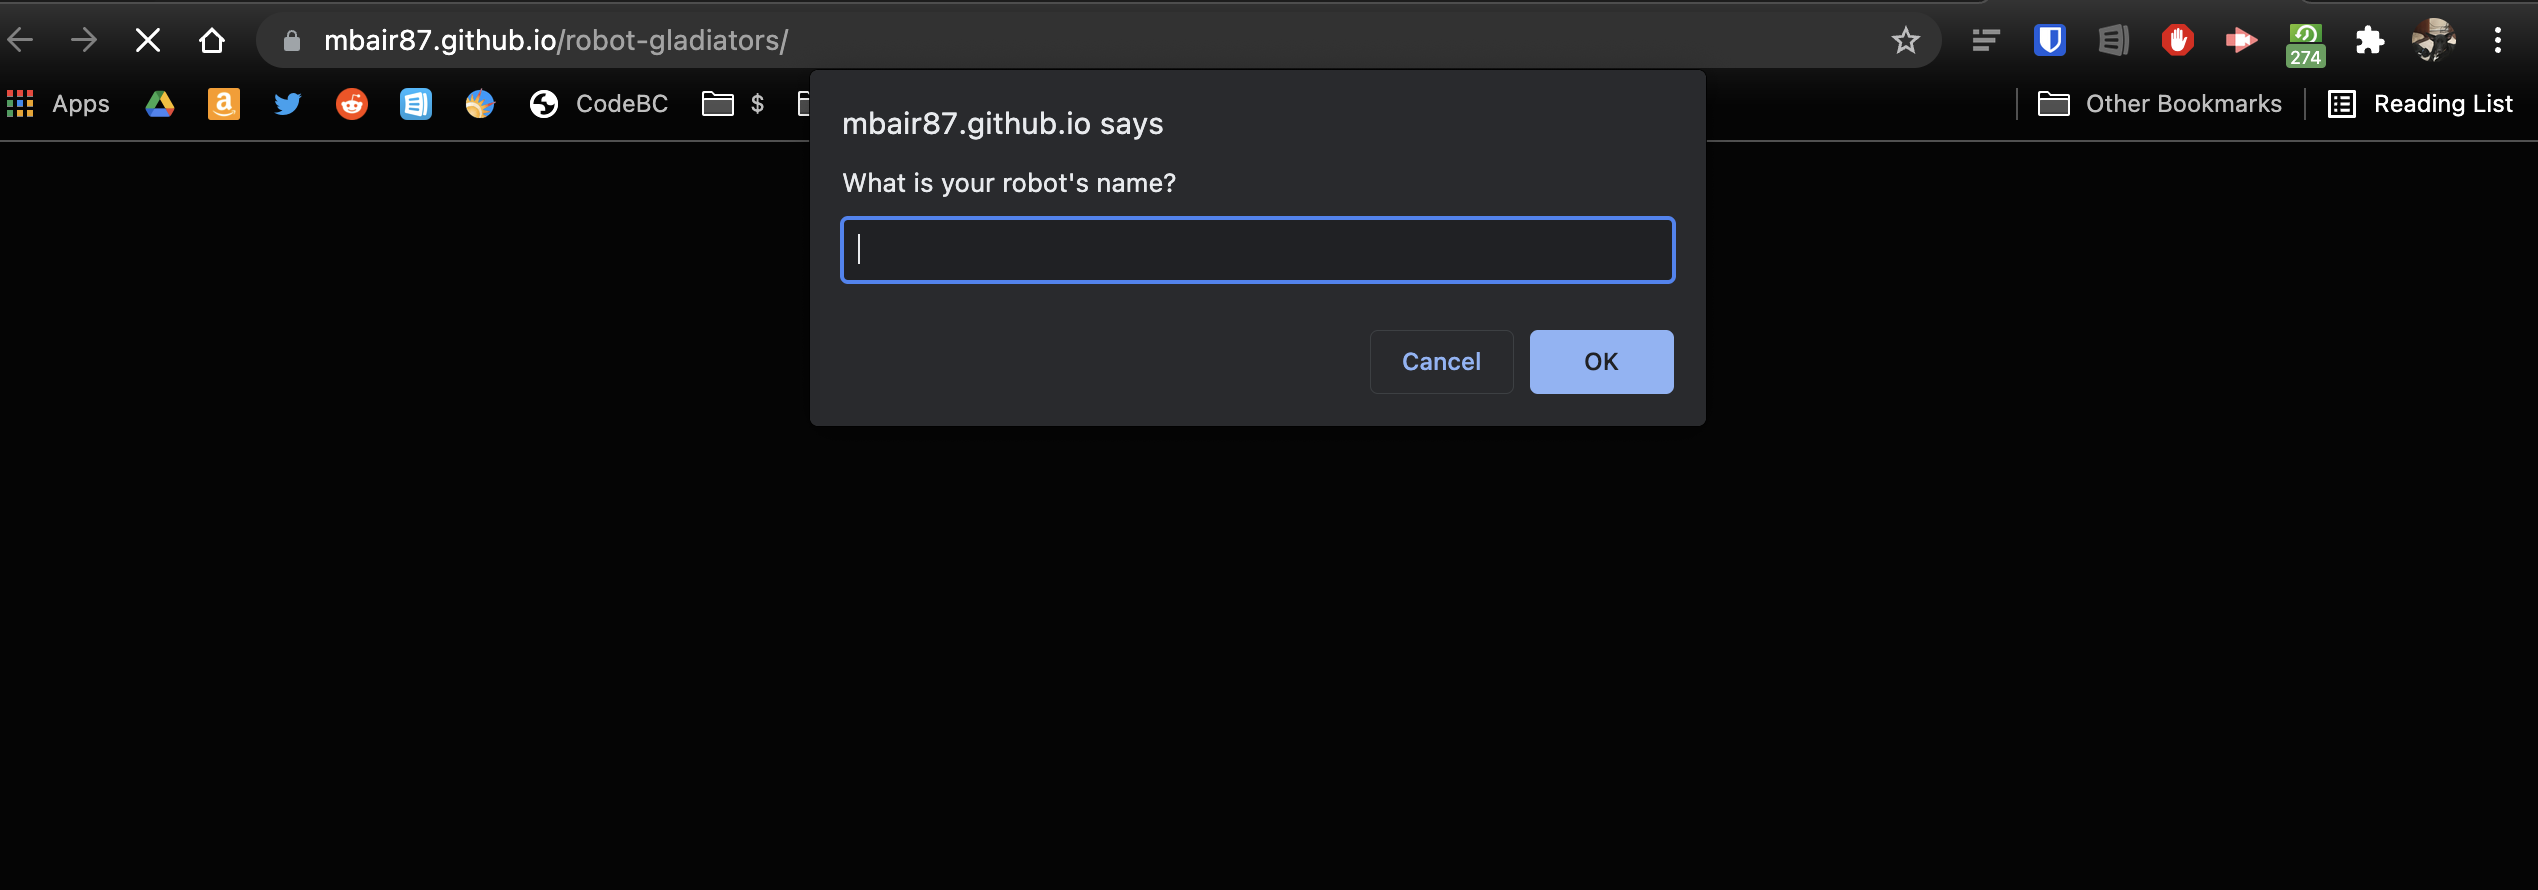 mbair87.github.io/robot-gladiators/
274
Apps
CodeBC
$
Other Bookmarks
Reading List
mbair87.github.io says
What is your robot's name?
Cancel
OK